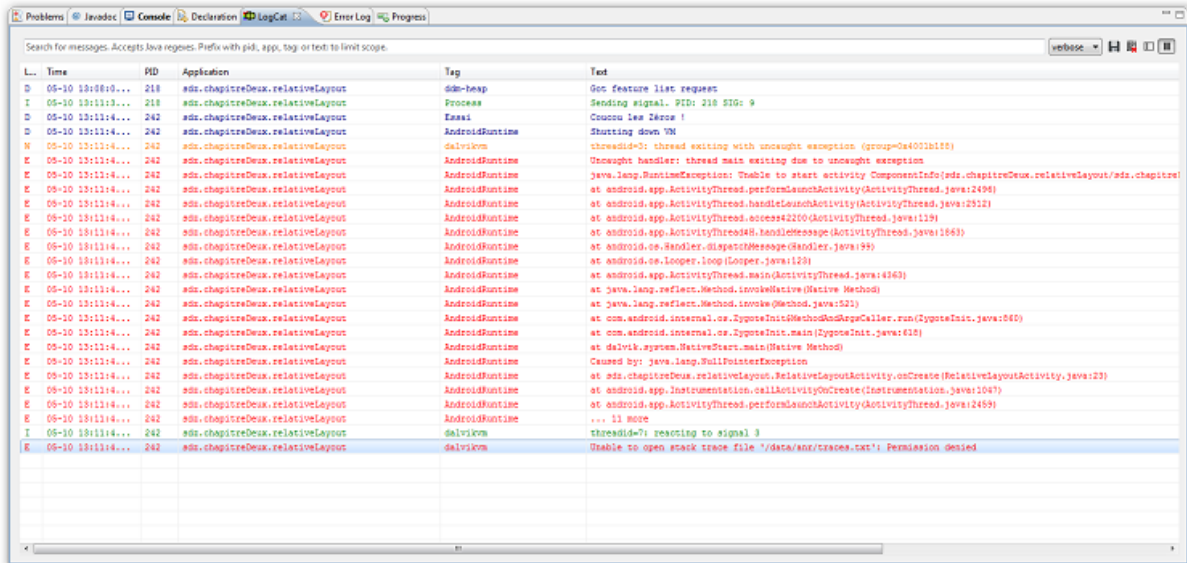 Problems @ Javadoc Console Declaration LogCat Error Log Progress
Search for messages. Accepts Java regexes. Prefix with pid:, app:, tag: or text: to limit scope. verbose
L... Time PID Application Tag Text
D 05-10 13:08:0... 218 sdz.chapitreDeux.relativeLayout ddm-heap Got feature list request
I 05-10 13:11:3... 218 sdz.chapitreDeux.relativeLayout Process Sending signal. PID: 218 SIG: 9
D 05-10 13:11:4... 242 sdz.chapitreDeux.relativeLayout Essai Coucou les Zéros !
D 05-10 13:11:4... 242 sdz.chapitreDeux.relativeLayout AndroidRuntime Shutting down VM
W 05-10 13:11:4... 242 sdz.chapitreDeux.relativeLayout dalvikvm threadid=3: thread exiting with uncaught exception (group=0x4001b188)
E 05-10 13:11:4... 242 sdz.chapitreDeux.relativeLayout AndroidRuntime Uncaught handler: thread main exiting due to uncaught exception
E 05-10 13:11:4... 242 sdz.chapitreDeux.relativeLayout AndroidRuntime java.lang.RuntimeException: Unable to start activity ComponentInfo{sdz.chapitreDeux.relativeLayout/sdz.chapitre
E 05-10 13:11:4... 242 sdz.chapitreDeux.relativeLayout AndroidRuntime at android.app.ActivityThread.performLaunchActivity(ActivityThread.java:2496)
E 05-10 13:11:4... 242 sdz.chapitreDeux.relativeLayout AndroidRuntime at android.app.ActivityThread.handleLaunchActivity(ActivityThread.java:2512)
E 05-10 13:11:4... 242 sdz.chapitreDeux.relativeLayout AndroidRuntime at android.app.ActivityThread.access$2200(ActivityThread.java:119)
E 05-10 13:11:4... 242 sdz.chapitreDeux.relativeLayout AndroidRuntime at android.app.ActivityThread$H.handleMessage(ActivityThread.java:1863)
E 05-10 13:11:4... 242 sdz.chapitreDeux.relativeLayout AndroidRuntime at android.os.Handler.dispatchMessage(Handler.java:99)
E 05-10 13:11:4... 242 sdz.chapitreDeux.relativeLayout AndroidRuntime at android.os.Looper.loop(Looper.java:123)
E 05-10 13:11:4... 242 sdz.chapitreDeux.relativeLayout AndroidRuntime at android.app.ActivityThread.main(ActivityThread.java:4363)
E 05-10 13:11:4... 242 sdz.chapitreDeux.relativeLayout AndroidRuntime at java.lang.reflect.Method.invokeNative(Native Method)
E 05-10 13:11:4... 242 sdz.chapitreDeux.relativeLayout AndroidRuntime at java.lang.reflect.Method.invoke(Method.java:521)
E 05-10 13:11:4... 242 sdz.chapitreDeux.relativeLayout AndroidRuntime at com.android.internal.os.ZygoteInit$MethodAndArgsCaller.run(ZygoteInit.java:860)
E 05-10 13:11:4... 242 sdz.chapitreDeux.relativeLayout AndroidRuntime at com.android.internal.os.ZygoteInit.main(ZygoteInit.java:618)
E 05-10 13:11:4... 242 sdz.chapitreDeux.relativeLayout AndroidRuntime at dalvik.system.NativeStart.main(Native Method)
E 05-10 13:11:4... 242 sdz.chapitreDeux.relativeLayout AndroidRuntime Caused by: java.lang.NullPointerException
E 05-10 13:11:4... 242 sdz.chapitreDeux.relativeLayout AndroidRuntime at sdz.chapitreDeux.relativeLayout.RelativeLayoutActivity.onCreate(RelativeLayoutActivity.java:23)
E 05-10 13:11:4... 242 sdz.chapitreDeux.relativeLayout AndroidRuntime at android.app.Instrumentation.callActivityOnCreate(Instrumentation.java:1047)
E 05-10 13:11:4... 242 sdz.chapitreDeux.relativeLayout AndroidRuntime at android.app.ActivityThread.performLaunchActivity(ActivityThread.java:2459)
E 05-10 13:11:4... 242 sdz.chapitreDeux.relativeLayout AndroidRuntime ... 11 more
I 05-10 13:11:4... 242 sdz.chapitreDeux.relativeLayout dalvikvm threadid=7: reacting to signal 3
E 05-10 13:11:4... 242 sdz.chapitreDeux.relativeLayout dalvikvm Unable to open stack trace file '/data/anr/traces.txt': Permission denied